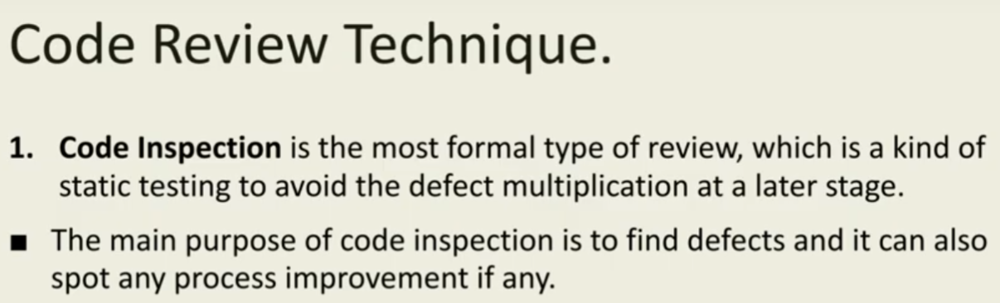 Code Review Technique.
1. Code Inspection is the most formal type of review, which is a kind of
static testing to avoid the defect multiplication at a later stage.
■ The main purpose of code inspection is to find defects and it can also
spot any process improvement if any.